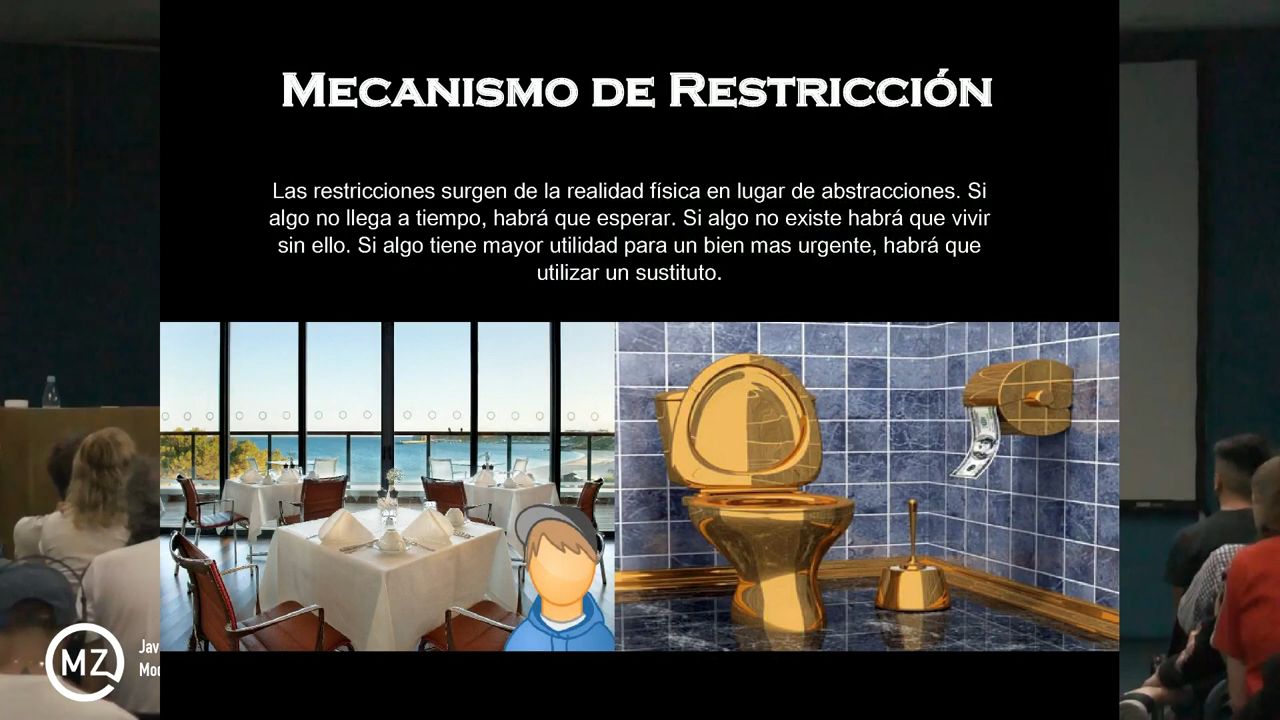 MECANISMO DE RESTRICCIÓN
Las restricciones surgen de la realidad física en lugar de abstracciones. Si
algo no llega a tiempo, habrá que esperar. Si algo no existe habrá que vivir
sin ello. Si algo tiene mayor utilidad para un bien mas urgente, habrá que
utilizar un sustituto.
MZ